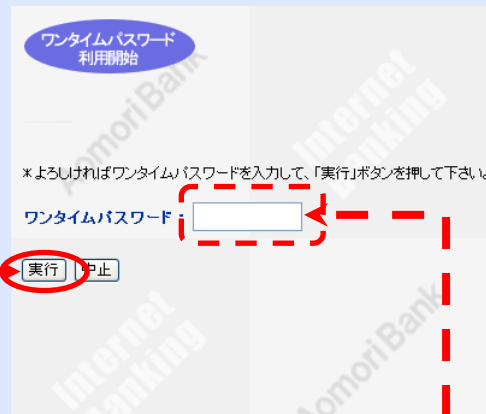 ワンタイムパスワード
利用開始
AomoriBank
Internet
Banking
*よろしければワンタイムパスワードを入力して、「実行」ボタンを押して下さい
ワンタイムパスワード：
実行 中止
Internet
Banking
AomoriBank